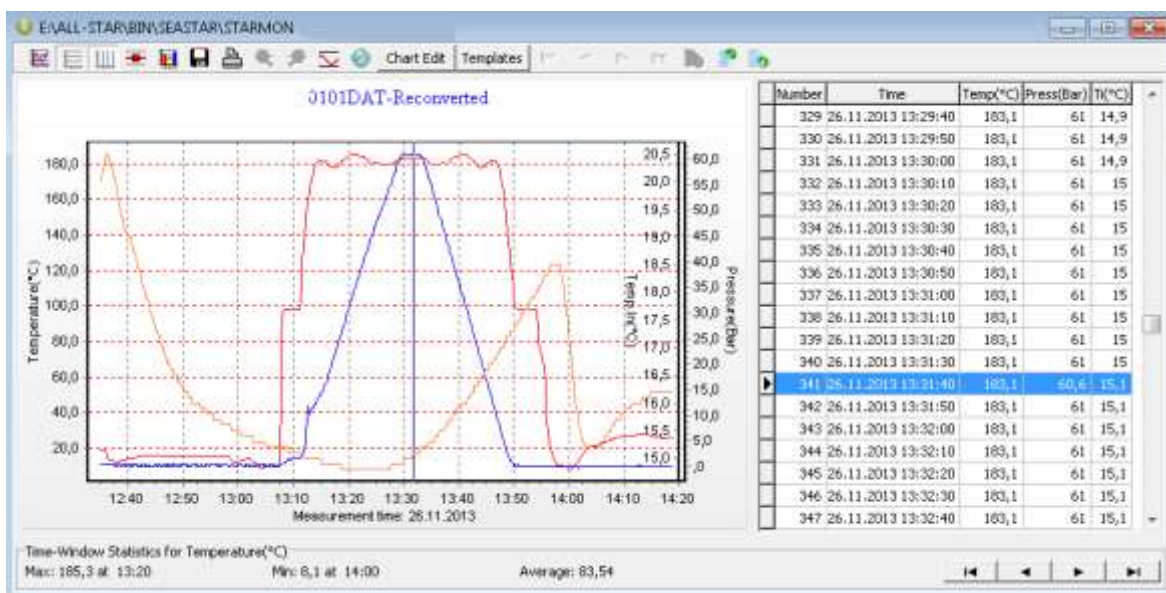 E:\ALL-STAR\BIN\SEASTAR\STARMON
Chart Edit Templates
0101DAT-Reconverted
Temperature(°C)
180,0
160,0
140,0
120,0
100,0
80,0
60,0
40,0
20,0
20,5
20,0
19,5
19,0
18,5
18,0
17,5
17,0
16,5
16,0
15,5
15,0
Temp In(°C)
60,0
55,0
50,0
45,0
40,0
35,0
30,0
25,0
20,0
15,0
10,0
5,0
,0
Pressure(Bar)
12:40 12:50 13:00 13:10 13:20 13:30 13:40 13:50 14:00 14:10 14:20
Measurement time: 26.11.2013
Number Time Temp(°C) Press(Bar) Ti(°C)
329 26.11.2013 13:29:40 183,1 61 14,9
330 26.11.2013 13:29:50 183,1 61 14,9
331 26.11.2013 13:30:00 183,1 61 14,9
332 26.11.2013 13:30:10 183,1 61 15
333 26.11.2013 13:30:20 183,1 61 15
334 26.11.2013 13:30:30 183,1 61 15
335 26.11.2013 13:30:40 183,1 61 15
336 26.11.2013 13:30:50 183,1 61 15
337 26.11.2013 13:31:00 183,1 61 15
338 26.11.2013 13:31:10 183,1 61 15
339 26.11.2013 13:31:20 183,1 61 15
340 26.11.2013 13:31:30 183,1 61 15
341 26.11.2013 13:31:40 183,1 60,6 15,1
342 26.11.2013 13:31:50 183,1 61 15,1
343 26.11.2013 13:32:00 183,1 61 15,1
344 26.11.2013 13:32:10 183,1 61 15,1
345 26.11.2013 13:32:20 183,1 61 15,1
346 26.11.2013 13:32:30 183,1 61 15,1
347 26.11.2013 13:32:40 183,1 61 15,1
Time-Window Statistics for Temperature(°C)
Max: 185,3 at 13:20 Min: 8,1 at 14:00 Average: 83,54